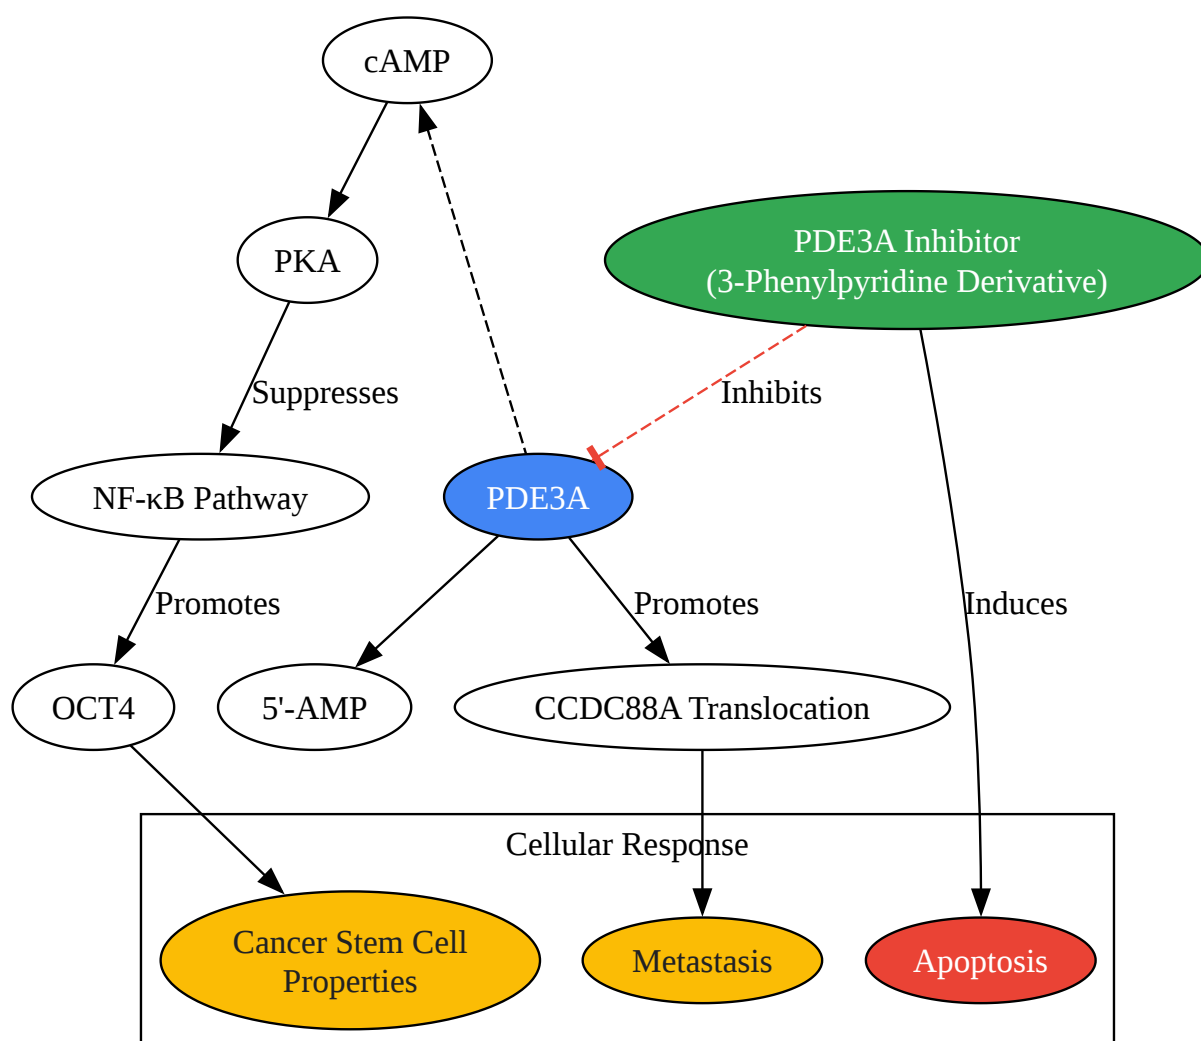 cAMP
PKA
PDE3A Inhibitor
(3-Phenylpyridine Derivative)
Suppresses
Inhibits
NF-κB Pathway
PDE3A
Promotes
Promotes
Induces
OCT4
5'-AMP
CCDC88A Translocation
Cellular Response
Cancer Stem Cell
Properties
Metastasis
Apoptosis